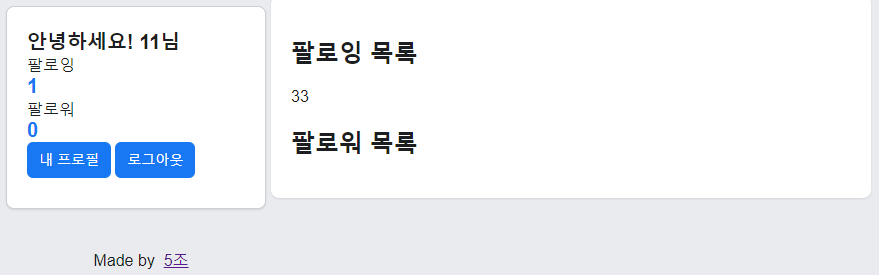 안녕하세요! 11님
팔로잉
1
팔로워
0
내 프로필 로그아웃
팔로잉 목록
33
팔로워 목록
Made by 5조